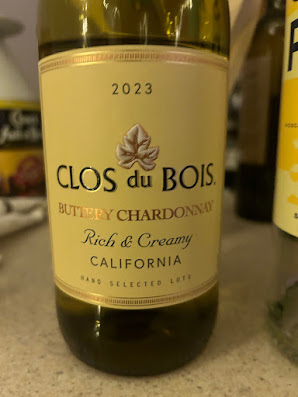 2023
CLOS du BOIS.
BUTTERY CHARDONNAY
Rich & Creamy
CALIFORNIA
HAND SELECTED LOTS